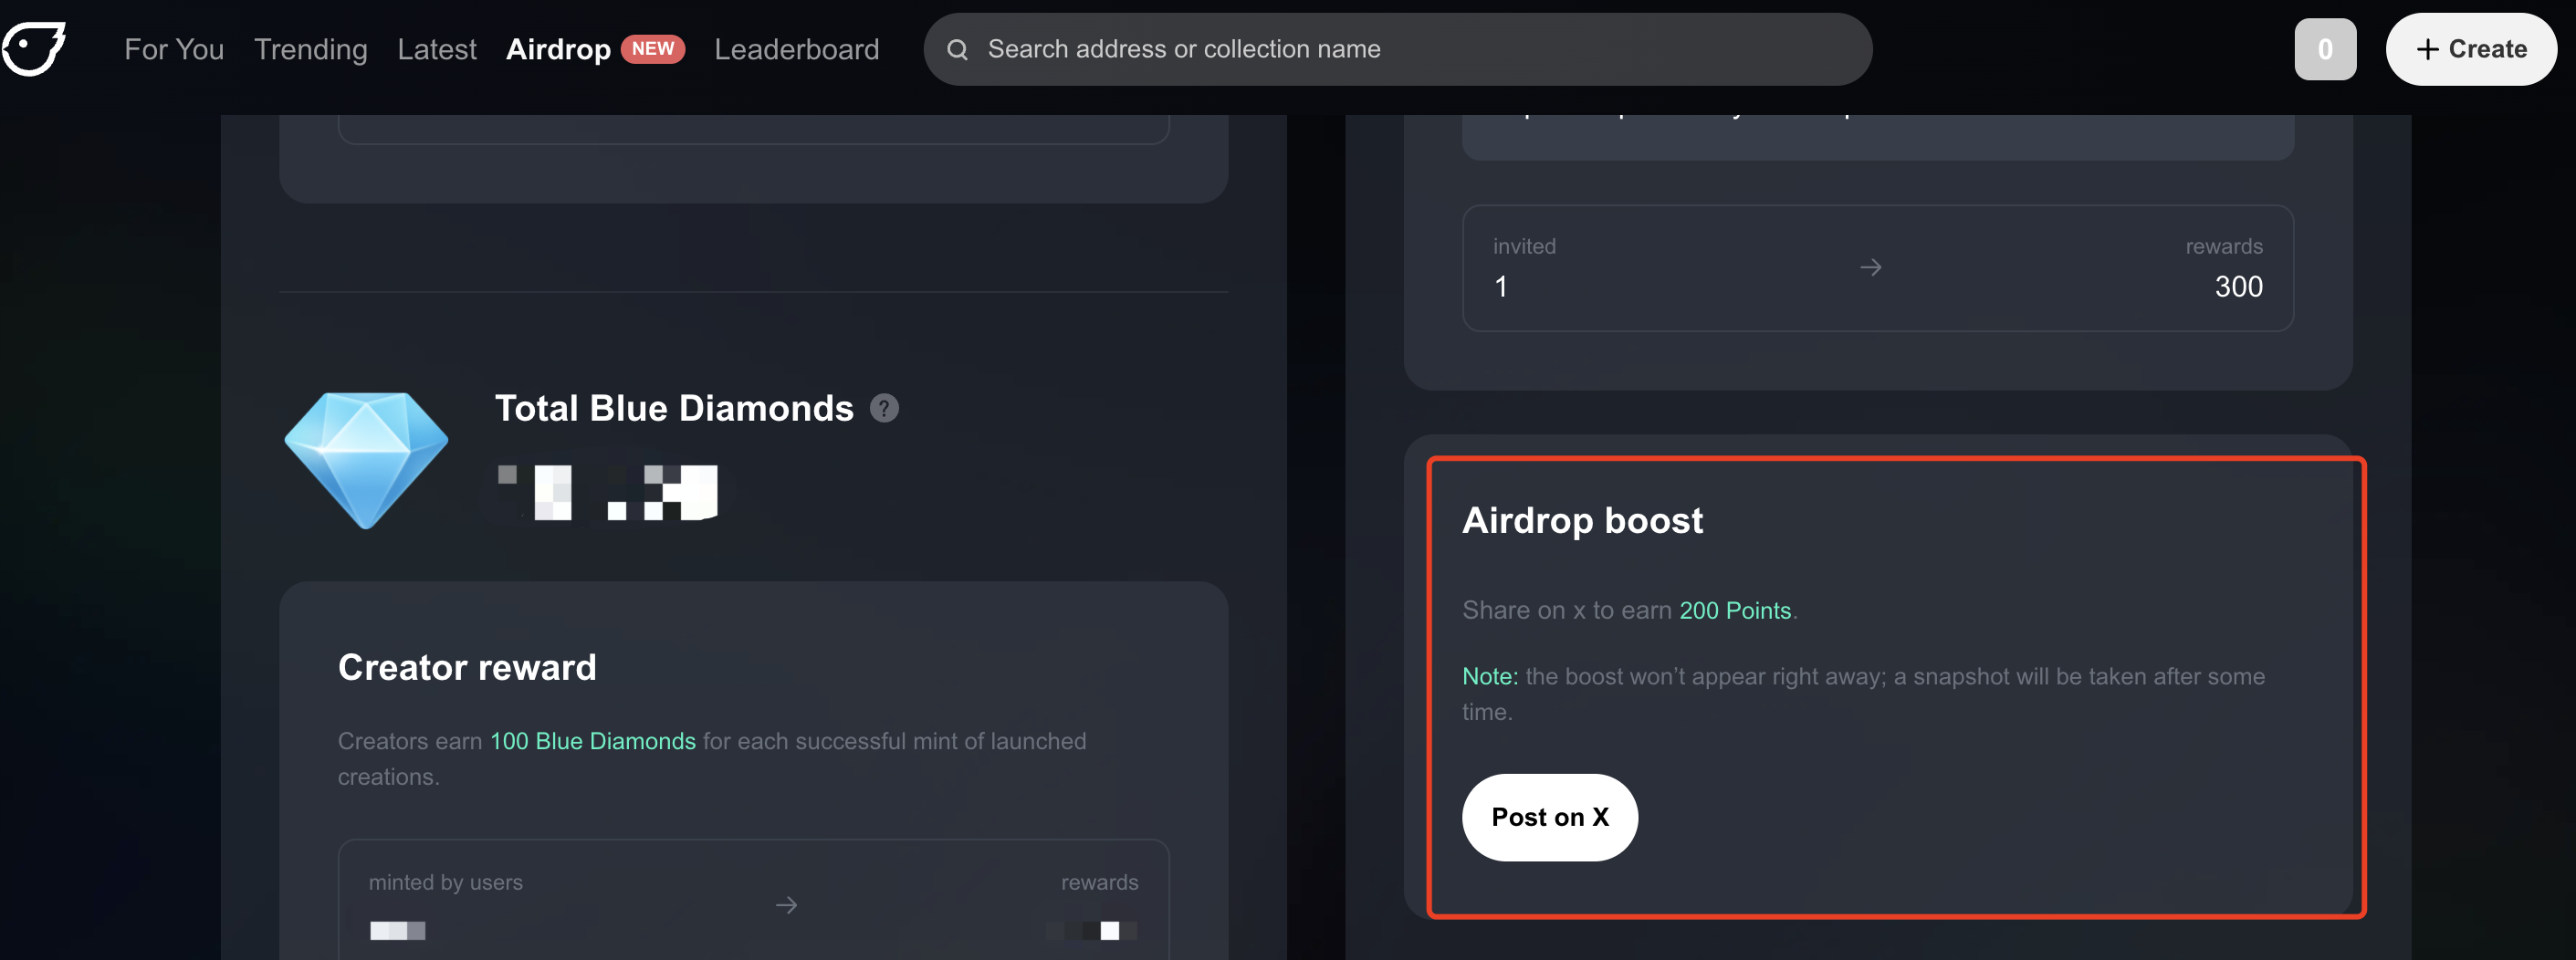 For You Trending Latest Airdrop NEW Leaderboard Search address or collection name 0 + Create
invited rewards
1 → 300
Total Blue Diamonds ?
Creator reward
Creators earn 100 Blue Diamonds for each successful mint of launched
creations.
minted by users → rewards
Airdrop boost
Share on x to earn 200 Points.
Note: the boost won't appear right away; a snapshot will be taken after some
time.
Post on X